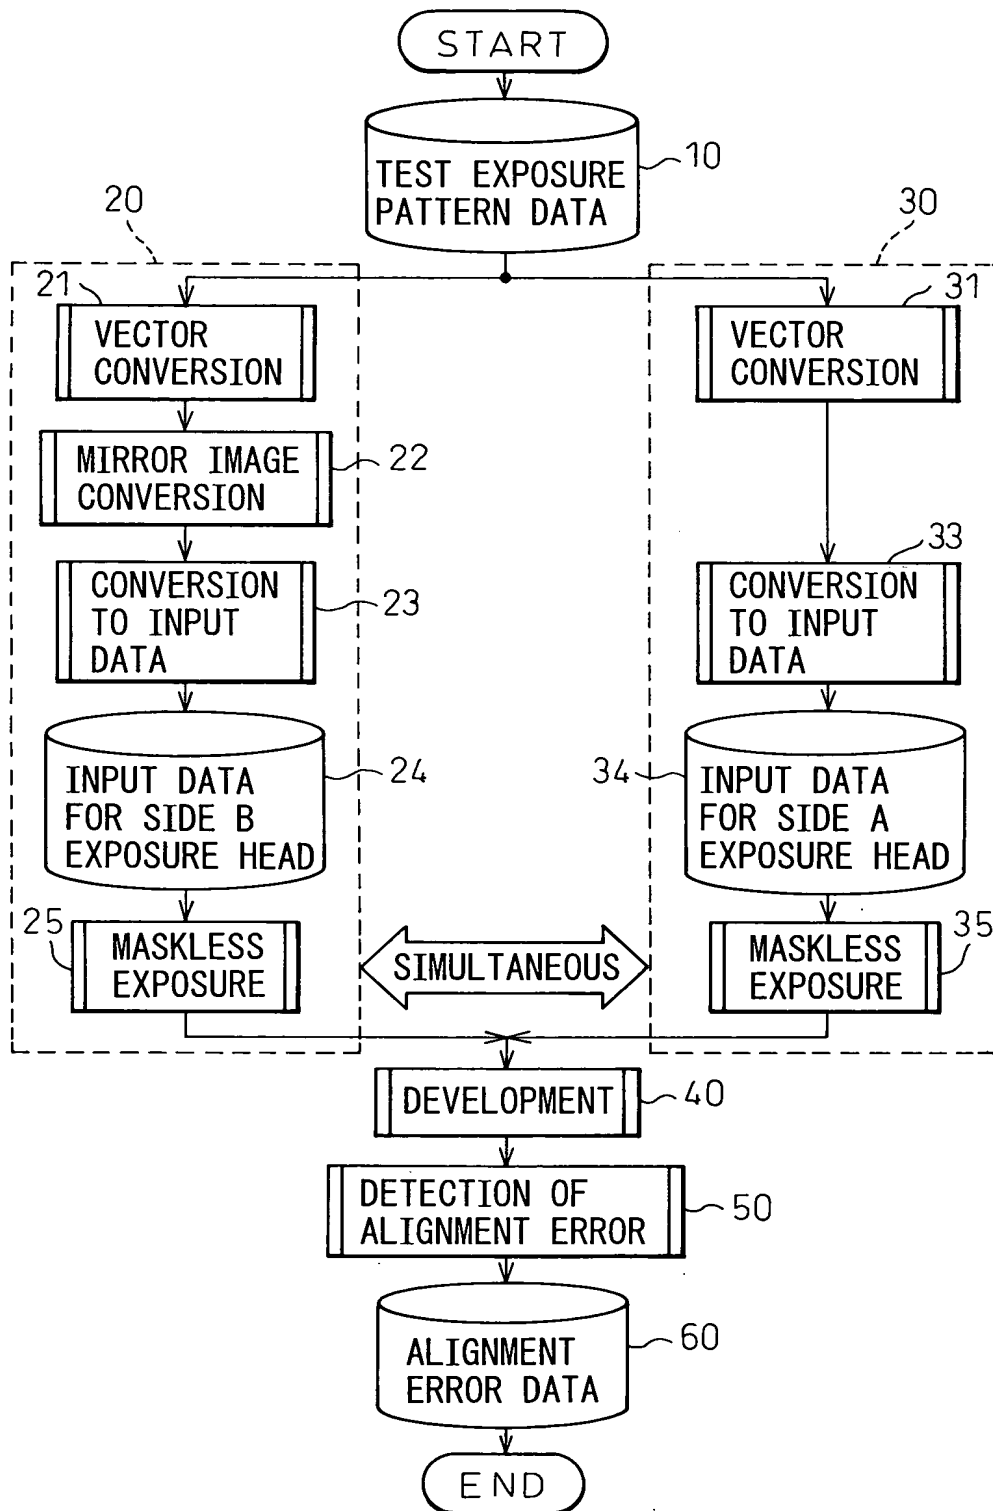 START
TEST EXPOSURE
PATTERN DATA
10
20
30
21
VECTOR
CONVERSION
31
VECTOR
CONVERSION
MIRROR IMAGE
CONVERSION
22
CONVERSION
TO INPUT
DATA
23
33
CONVERSION
TO INPUT
DATA
INPUT DATA
FOR SIDE B
EXPOSURE HEAD
24
34
INPUT DATA
FOR SIDE A
EXPOSURE HEAD
25
MASKLESS
EXPOSURE
SIMULTANEOUS
MASKLESS
EXPOSURE
35
DEVELOPMENT
40
DETECTION OF
ALIGNMENT ERROR
50
ALIGNMENT
ERROR DATA
60
END